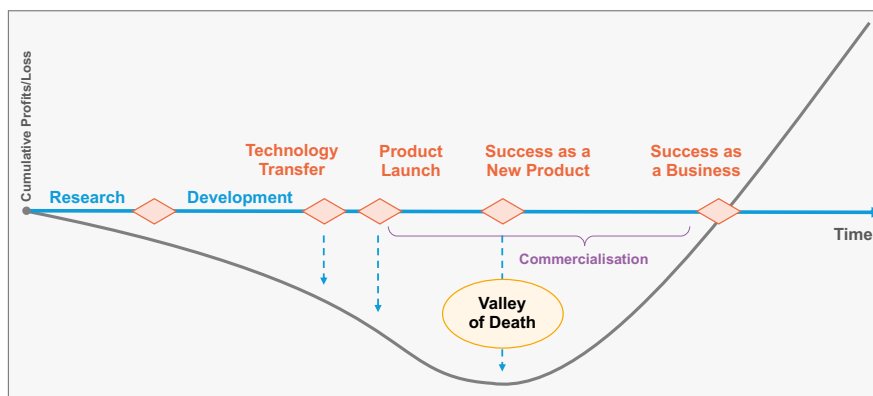 Cumulative Profits/Loss
Technology
Transfer
Product
Launch
Success as a
New Product
Success as
a Business
Research
Development
Time
Commercialisation
Valley
of Death